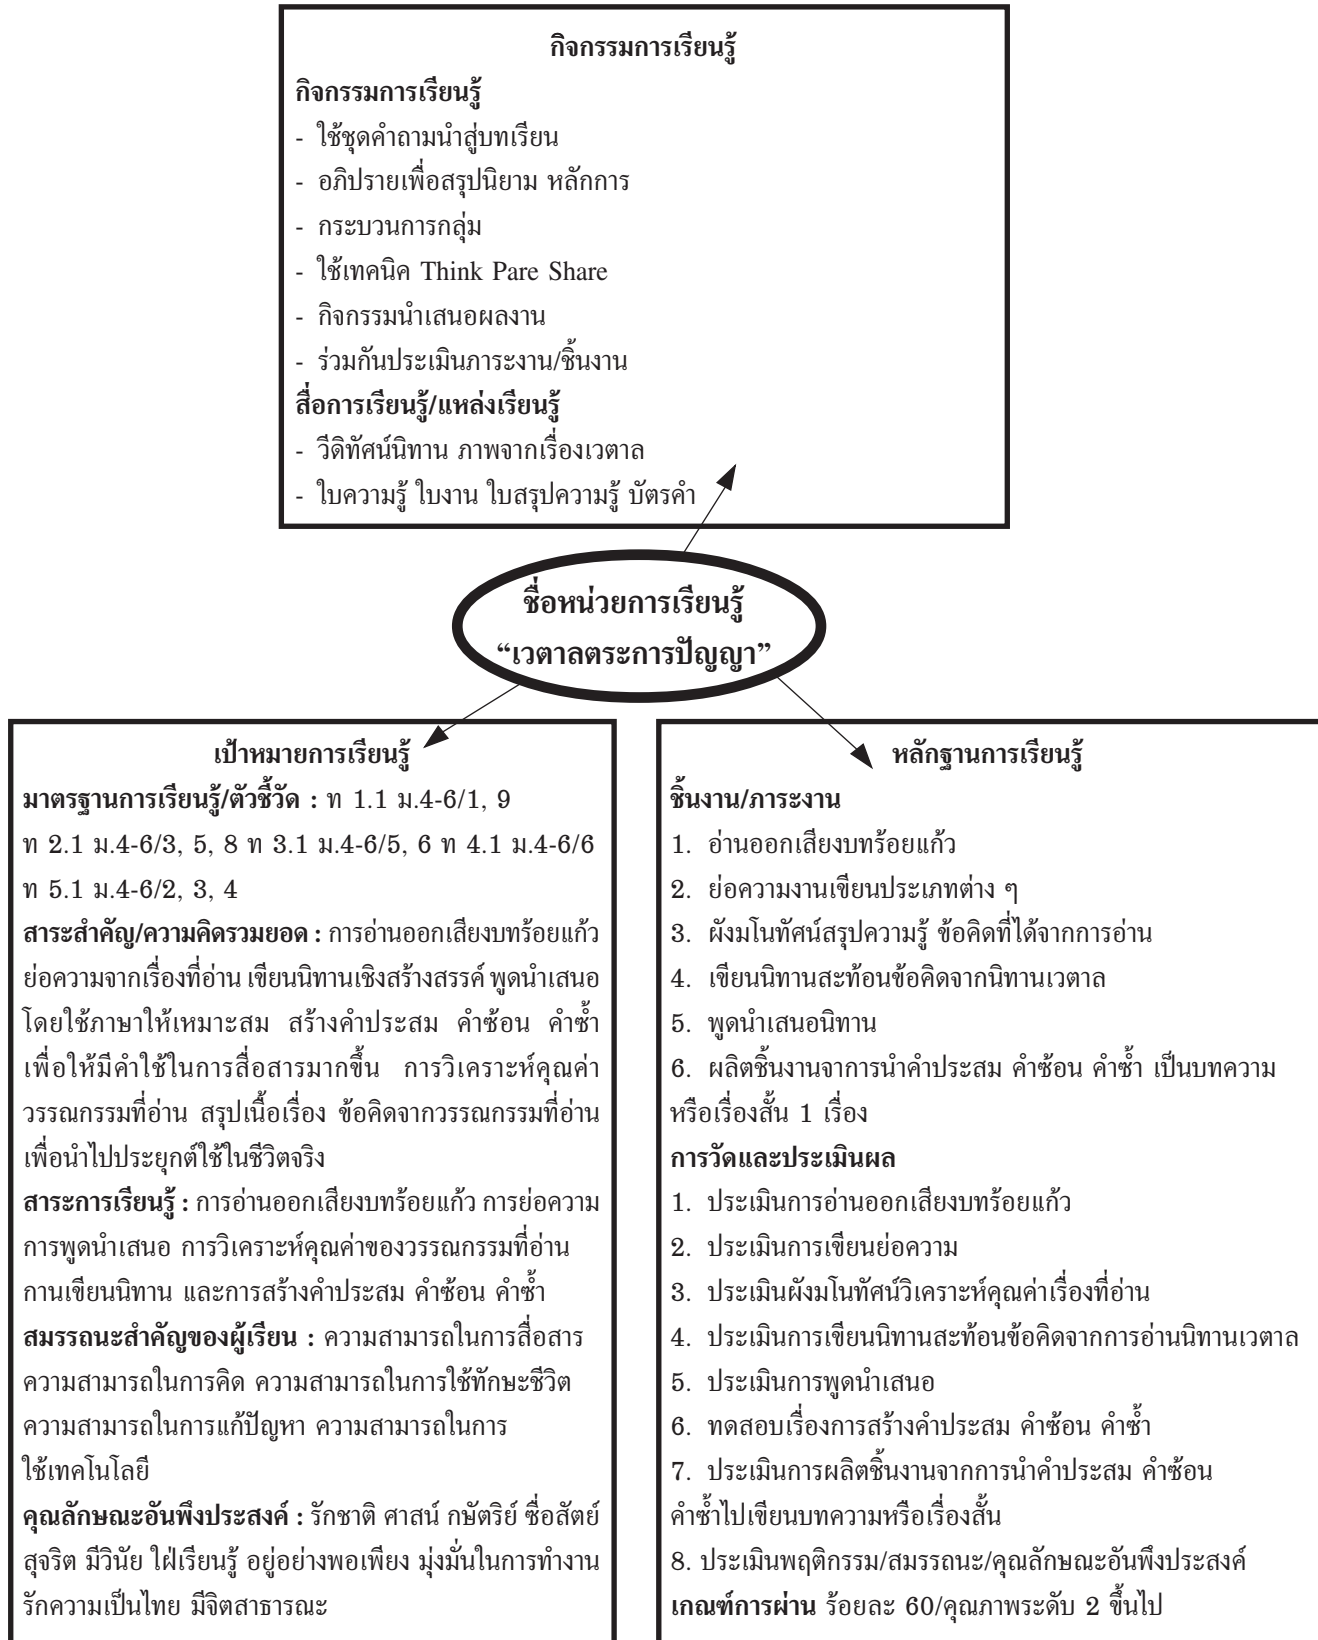 กิจกรรมการเรียนรู้
กิจกรรมการเรียนรู้
- ใช้ชุดคำถามนำสู่บทเรียน
- อภิปรายเพื่อสรุปนิยาม หลักการ
- กระบวนการกลุ่ม
- ใช้เทคนิค Think Pare Share
- กิจกรรมนำเสนอผลงาน
- ร่วมกันประเมินภาระงาน/ชิ้นงาน
สื่อการเรียนรู้/แหล่งเรียนรู้
- วีดิทัศน์นิทาน ภาพจากเรื่องเวตาล
- ใบความรู้ ใบงาน ใบสรุปความรู้ บัตรคำ
ชื่อหน่วยการเรียนรู้
“เวตาลตระการปัญญา”
เป้าหมายการเรียนรู้
มาตรฐานการเรียนรู้/ตัวชี้วัด : ท 1.1 ม.4-6/1, 9
ท 2.1 ม.4-6/3, 5, 8 ท 3.1 ม.4-6/5, 6 ท 4.1 ม.4-6/6
ท 5.1 ม.4-6/2, 3, 4
สาระสำคัญ/ความคิดรวมยอด : การอ่านออกเสียงบทร้อยแก้ว
ย่อความจากเรื่องที่อ่าน เขียนนิทานเชิงสร้างสรรค์ พูดนำเสนอ
โดยใช้ภาษาให้เหมาะสม สร้างคำประสม คำซ้อน คำซ้ำ
เพื่อให้มีคำใช้ในการสื่อสารมากขึ้น การวิเคราะห์คุณค่า
วรรณกรรมที่อ่าน สรุปเนื้อเรื่อง ข้อคิดจากวรรณกรรมที่อ่าน
เพื่อนำไปประยุกต์ใช้ในชีวิตจริง
สาระการเรียนรู้ : การอ่านออกเสียงบทร้อยแก้ว การย่อความ
การพูดนำเสนอ การวิเคราะห์คุณค่าของวรรณกรรมที่อ่าน
กานเขียนนิทาน และการสร้างคำประสม คำซ้อน คำซ้ำ
สมรรถนะสำคัญของผู้เรียน : ความสามารถในการสื่อสาร
ความสามารถในการคิด ความสามารถในการใช้ทักษะชีวิต
ความสามารถในการแก้ปัญหา ความสามารถในการ
ใช้เทคโนโลยี
คุณลักษณะอันพึงประสงค์ : รักชาติ ศาสน์ กษัตริย์ ซื่อสัตย์
สุจริต มีวินัย ใฝ่เรียนรู้ อยู่อย่างพอเพียง มุ่งมั่นในการทำงาน
รักความเป็นไทย มีจิตสาธารณะ
หลักฐานการเรียนรู้
ชิ้นงาน/ภาระงาน
1. อ่านออกเสียงบทร้อยแก้ว
2. ย่อความงานเขียนประเภทต่าง ๆ
3. ผังมโนทัศน์สรุปความรู้ ข้อคิดที่ได้จากการอ่าน
4. เขียนนิทานสะท้อนข้อคิดจากนิทานเวตาล
5. พูดนำเสนอนิทาน
6. ผลิตชิ้นงานจาการนำคำประสม คำซ้อน คำซ้ำ เป็นบทความ
หรือเรื่องสั้น 1 เรื่อง
การวัดและประเมินผล
1. ประเมินการอ่านออกเสียงบทร้อยแก้ว
2. ประเมินการเขียนย่อความ
3. ประเมินผังมโนทัศน์วิเคราะห์คุณค่าเรื่องที่อ่าน
4. ประเมินการเขียนนิทานสะท้อนข้อคิดจากการอ่านนิทานเวตาล
5. ประเมินการพูดนำเสนอ
6. ทดสอบเรื่องการสร้างคำประสม คำซ้อน คำซ้ำ
7. ประเมินการผลิตชิ้นงานจากการนำคำประสม คำซ้อน
คำซ้ำไปเขียนบทความหรือเรื่องสั้น
8. ประเมินพฤติกรรม/สมรรถนะ/คุณลักษณะอันพึงประสงค์
เกณฑ์การผ่าน ร้อยละ 60/คุณภาพระดับ 2 ขึ้นไป